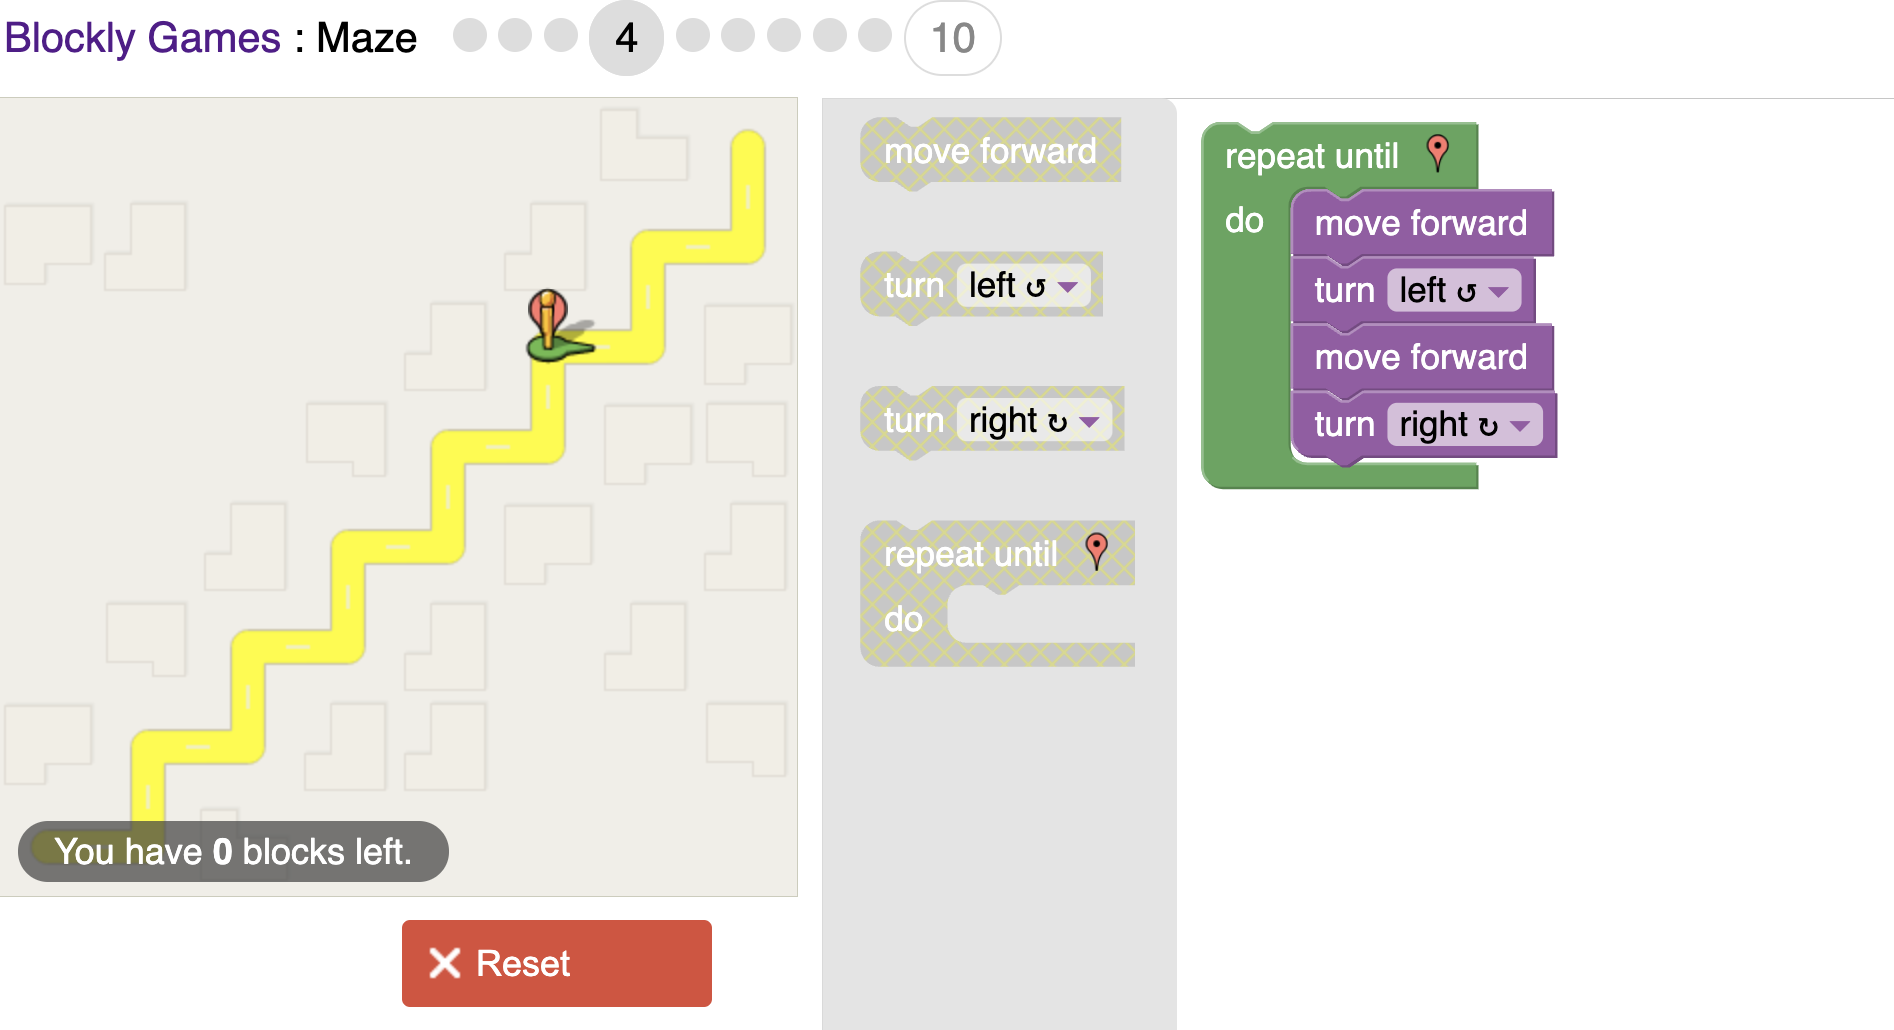 Blockly Games : Maze 4 10
move forward
turn left ↺
turn right ↻
repeat until
do
repeat until
do
move forward
turn left ↺
move forward
turn right ↻
You have 0 blocks left.
Reset